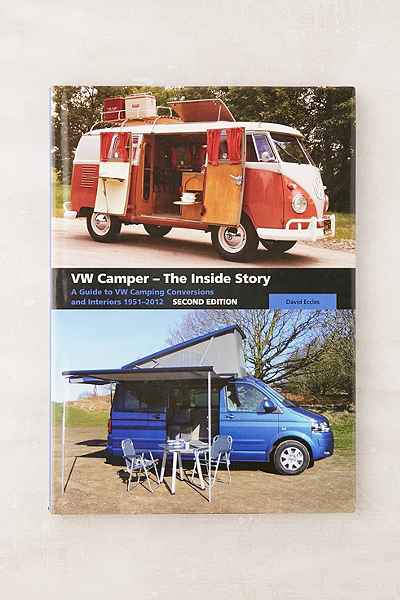 VW Camper – The Inside Story
A Guide to VW Camping Conversions
and Interiors 1951–2012 SECOND EDITION
David Eccles